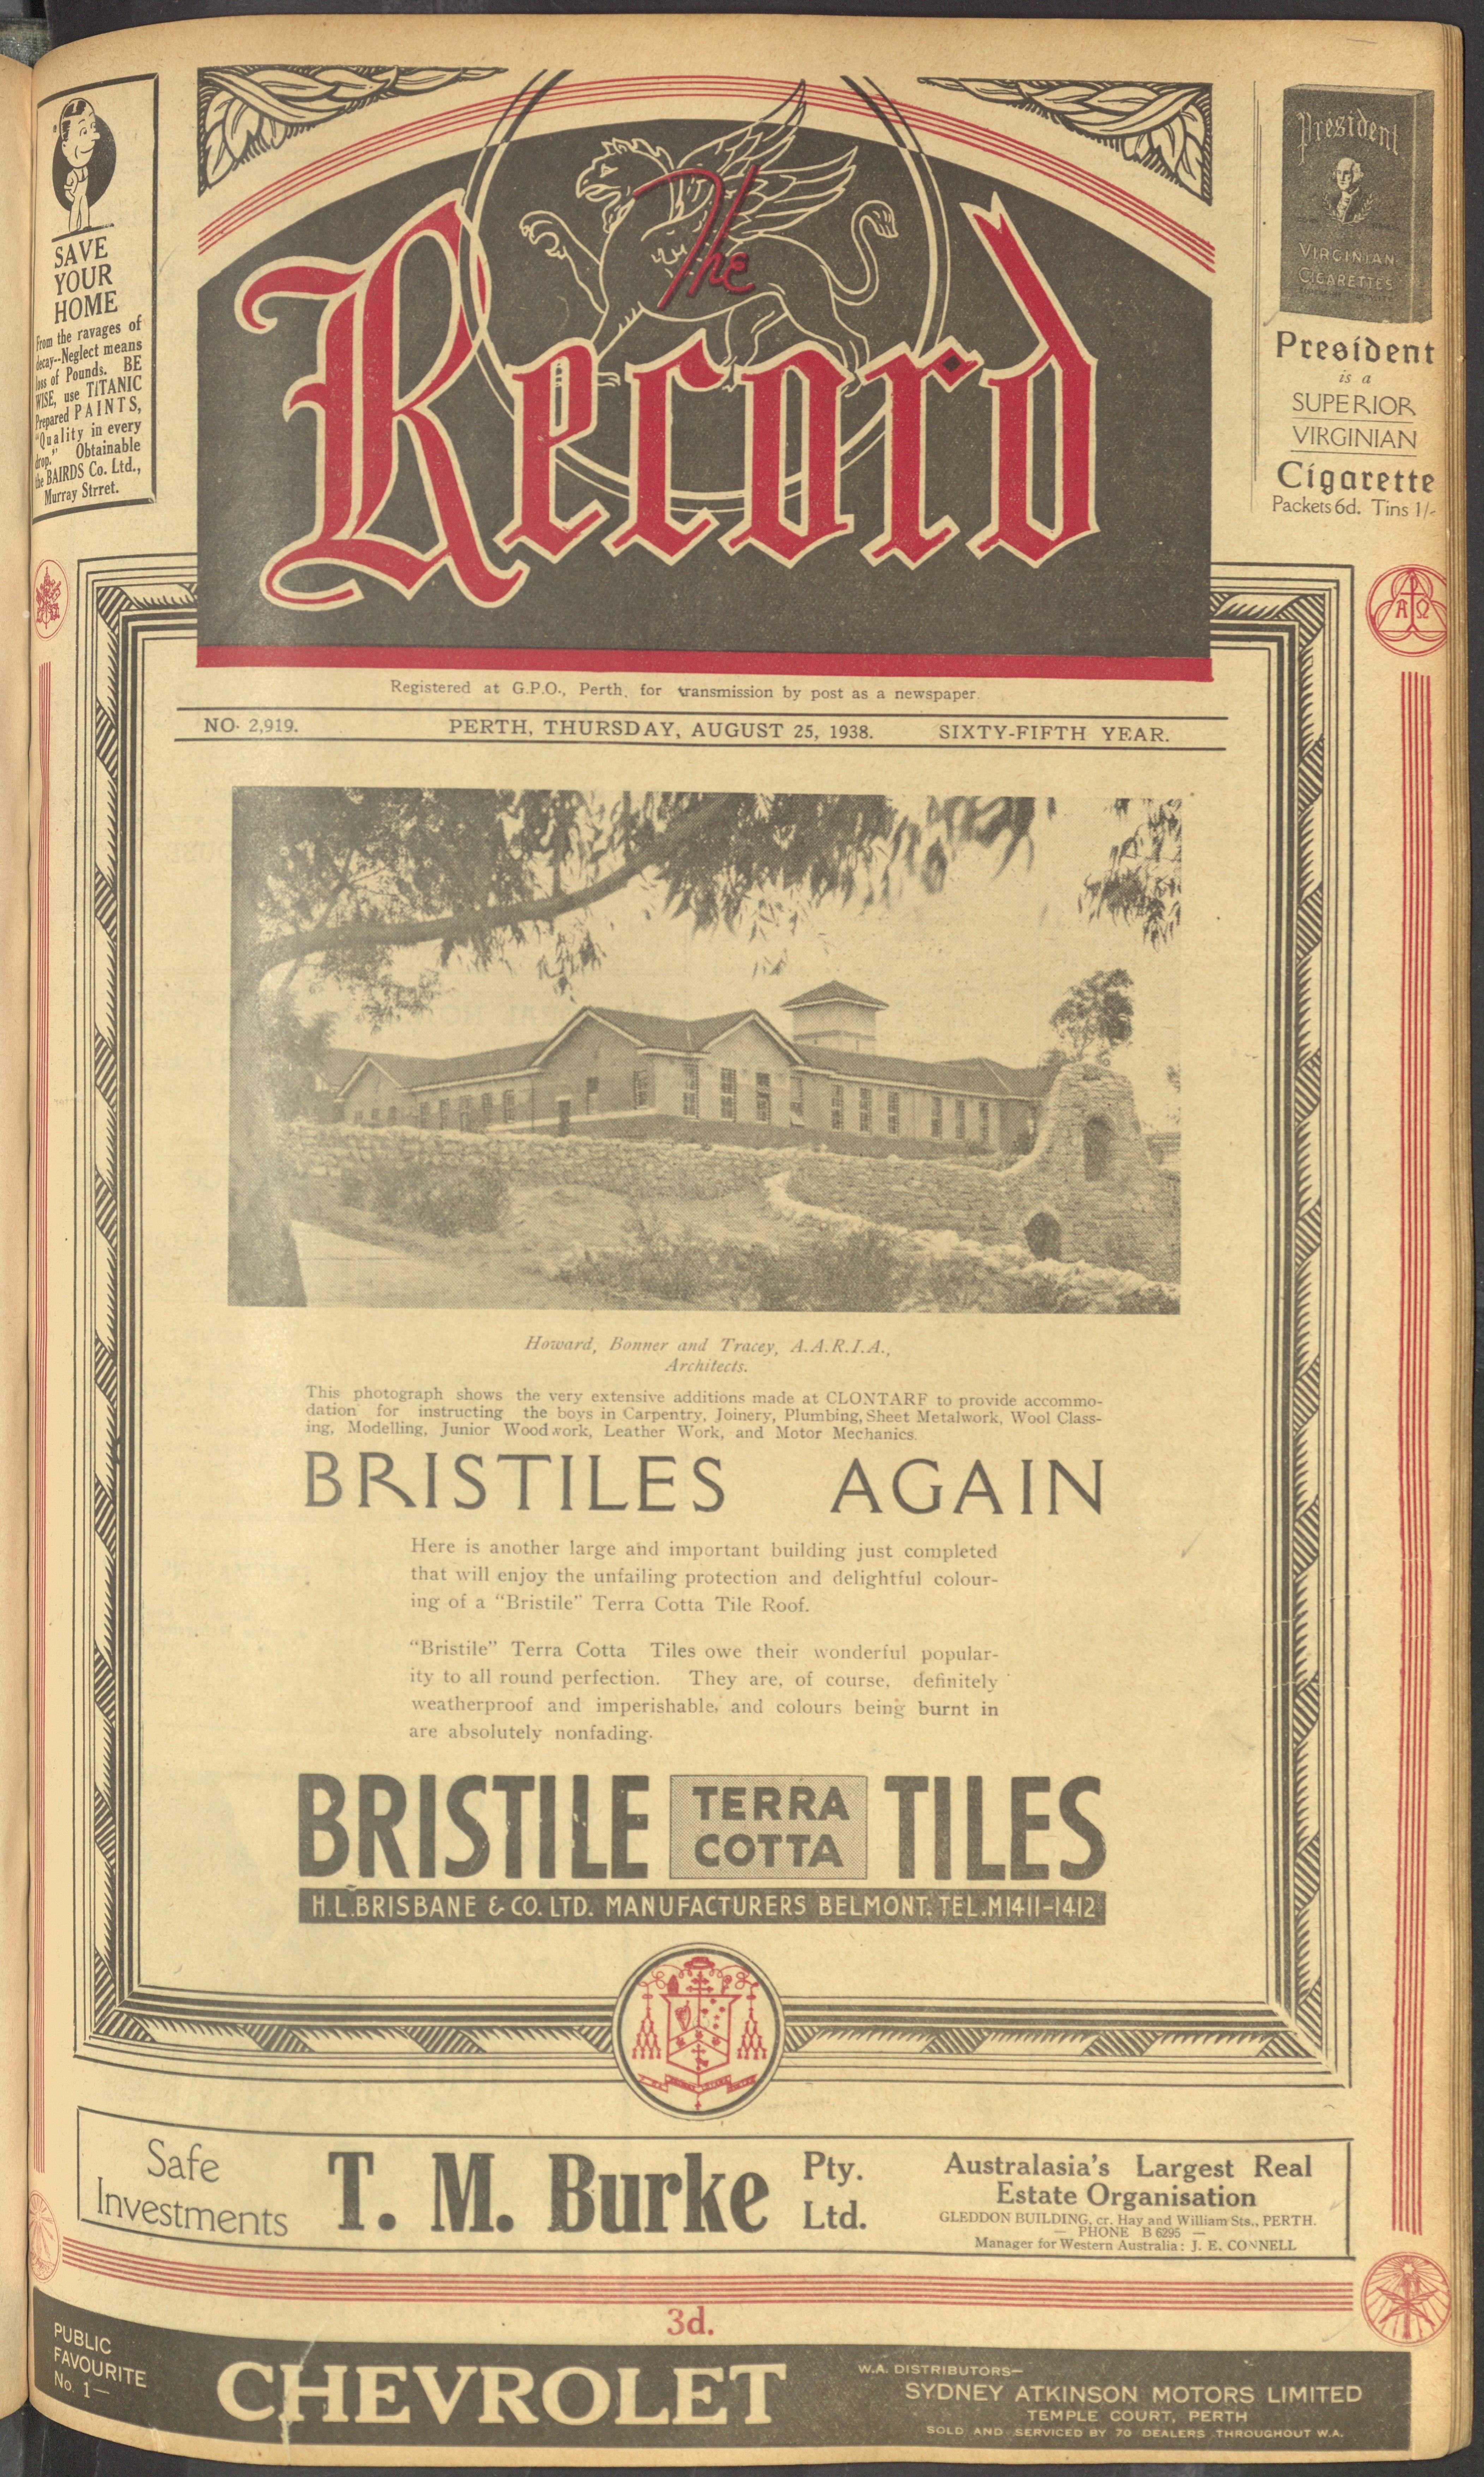 SAVE
YOUR
HOME
From the ravages of
decay--Neglect means
loss of Pounds. BE
WISE, use TITANIC
Prepared PAINTS,
"Quality in every
drop." Obtainable
the BAIRDS Co. Ltd.,
Murray Strret.
The
Record
President
VIRGINIAN
CIGARETTES
President
is a
SUPERIOR
VIRGINIAN
Cigarette
Packets 6d. Tins 1/-
A Ω
Registered at G.P.O., Perth, for transmission by post as a newspaper.
NO. 2,919. PERTH, THURSDAY, AUGUST 25, 1938. SIXTY-FIFTH YEAR.
Howard, Bonner and Tracey, A.A.R.I.A.,
Architects.
This photograph shows the very extensive additions made at CLONTARF to provide accommo-
dation for instructing the boys in Carpentry, Joinery, Plumbing, Sheet Metalwork, Wool Class-
ing, Modelling, Junior Woodwork, Leather Work, and Motor Mechanics.
BRISTILES AGAIN
Here is another large and important building just completed
that will enjoy the unfailing protection and delightful colour-
ing of a "Bristile" Terra Cotta Tile Roof.
"Bristile" Terra Cotta Tiles owe their wonderful popular-
ity to all round perfection. They are, of course, definitely
weatherproof and imperishable, and colours being burnt in
are absolutely nonfading.
BRISTILE TERRA COTTA TILES
H.L. BRISBANE & CO. LTD. MANUFACTURERS BELMONT. TEL. M1411-1412
Safe
Investments
T. M. Burke Pty.
Ltd.
Australasia's Largest Real
Estate Organisation
GLEDDON BUILDING, cr. Hay and William Sts., PERTH.
— PHONE B 6295 —
Manager for Western Australia: J. E. CONNELL
3d.
PUBLIC
FAVOURITE
No. 1—
CHEVROLET
W.A. DISTRIBUTORS—
SYDNEY ATKINSON MOTORS LIMITED
TEMPLE COURT, PERTH
SOLD AND SERVICED BY 70 DEALERS THROUGHOUT W.A.